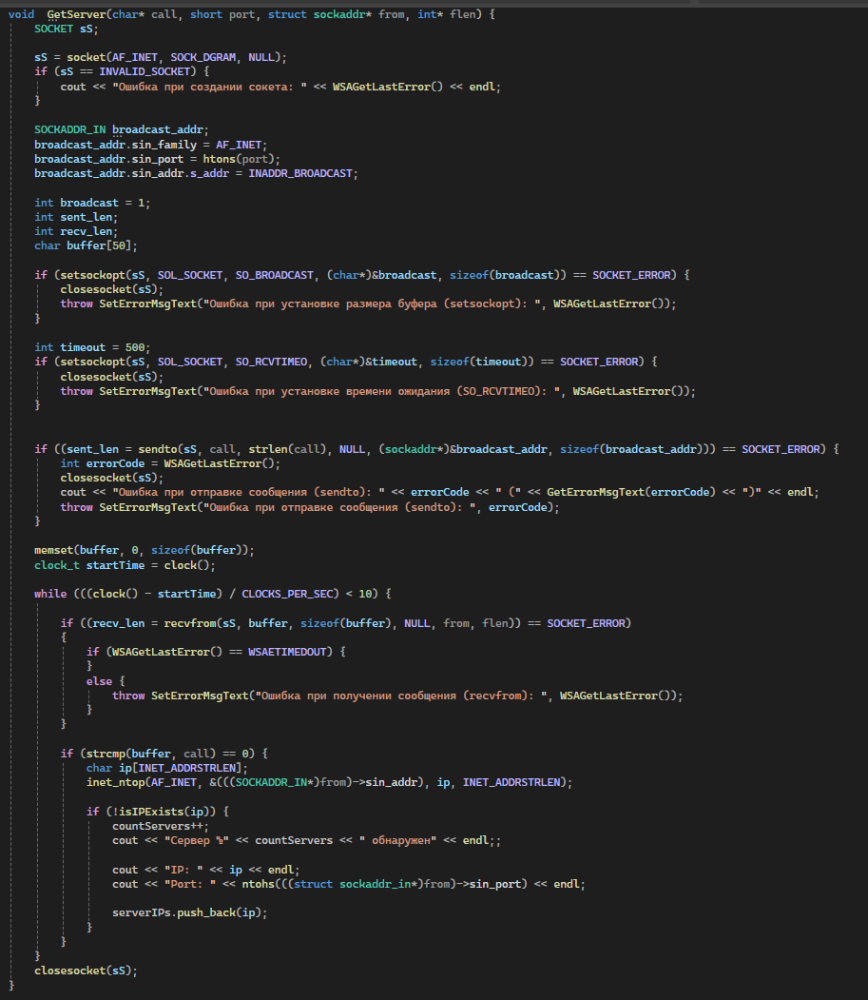 void  GetServer(char* call, short port, struct sockaddr* from, int* flen) {
    SOCKET sS;
    sS = socket(AF_INET, SOCK_DGRAM, NULL);
    if (sS == INVALID_SOCKET) {
        cout << "Ошибка при создании сокета: " << WSAGetLastError() << endl;
    }
    SOCKADDR_IN broadcast_addr;
    broadcast_addr.sin_family = AF_INET;
    broadcast_addr.sin_port = htons(port);
    broadcast_addr.sin_addr.s_addr = INADDR_BROADCAST;
    int broadcast = 1;
    int sent_len;
    int recv_len;
    char buffer[50];
    if (setsockopt(sS, SOL_SOCKET, SO_BROADCAST, (char*)&broadcast, sizeof(broadcast)) == SOCKET_ERROR) {
        closesocket(sS);
        throw SetErrorMsgText("Ошибка при установке размера буфера (setsockopt): ", WSAGetLastError());
    }
    int timeout = 500;
    if (setsockopt(sS, SOL_SOCKET, SO_RCVTIMEO, (char*)&timeout, sizeof(timeout)) == SOCKET_ERROR) {
        closesocket(sS);
        throw SetErrorMsgText("Ошибка при установке времени ожидания (SO_RCVTIMEO): ", WSAGetLastError());
    }
    if ((sent_len = sendto(sS, call, strlen(call), NULL, (sockaddr*)&broadcast_addr, sizeof(broadcast_addr))) == SOCKET_ERROR) {
        int errorCode = WSAGetLastError();
        closesocket(sS);
        cout << "Ошибка при отправке сообщения (sendto): " << errorCode << " (" << GetErrorMsgText(errorCode) << ")" << endl;
        throw SetErrorMsgText("Ошибка при отправке сообщения (sendto): ", errorCode);
    }
    memset(buffer, 0, sizeof(buffer));
    clock_t startTime = clock();
    while (((clock() - startTime) / CLOCKS_PER_SEC) < 10) {
        if ((recv_len = recvfrom(sS, buffer, sizeof(buffer), NULL, from, flen)) == SOCKET_ERROR)
        {
            if (WSAGetLastError() == WSAETIMEDOUT) {
            }
            else {
                throw SetErrorMsgText("Ошибка при получении сообщения (recvfrom): ", WSAGetLastError());
            }
        }
        if (strcmp(buffer, call) == 0) {
            char ip[INET_ADDRSTRLEN];
            inet_ntop(AF_INET, &(((SOCKADDR_IN*)from)->sin_addr), ip, INET_ADDRSTRLEN);
            if (!isIPExists(ip)) {
                countServers++;
                cout << "Сервер №" << countServers << " обнаружен" << endl;;
                cout << "IP: " << ip << endl;
                cout << "Port: " << ntohs(((struct sockaddr_in*)from)->sin_port) << endl;
                serverIPs.push_back(ip);
            }
        }
    }
    closesocket(sS);
}